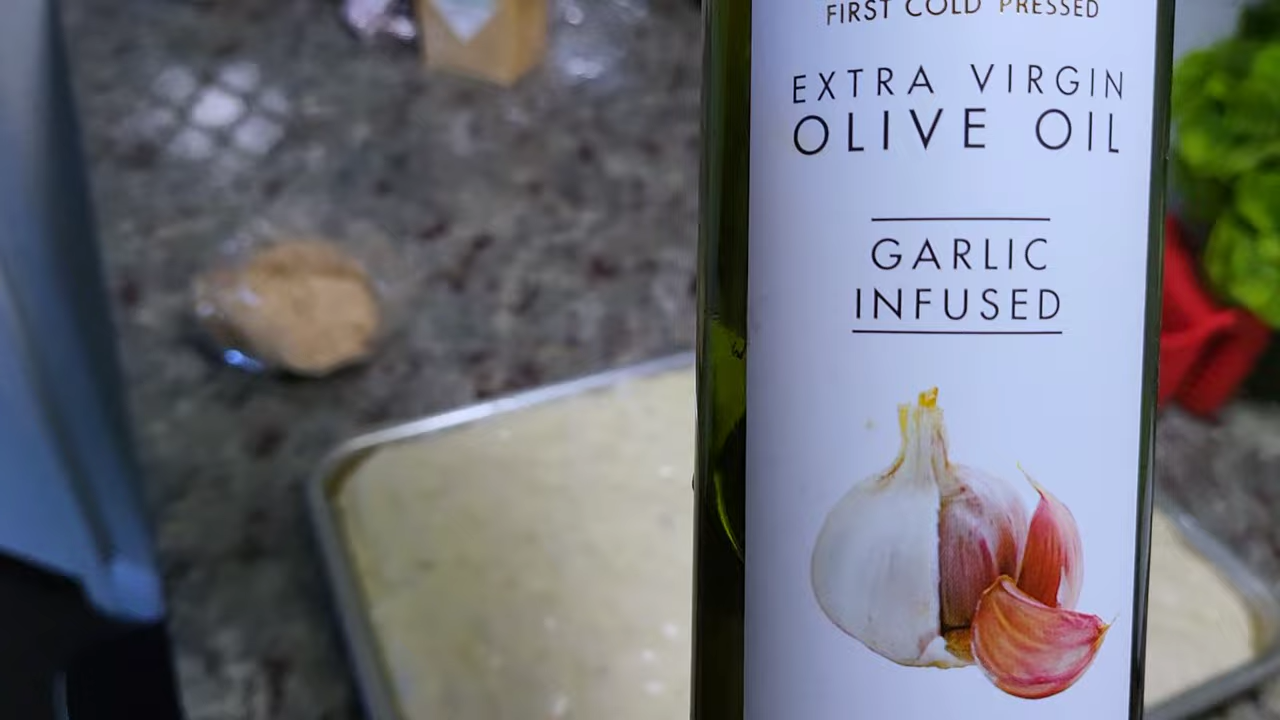 FIRST COLD PRESSED
EXTRA VIRGIN
OLIVE OIL
GARLIC
INFUSED